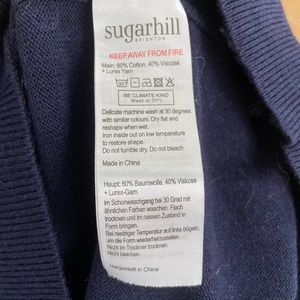 sugarhill
BRIGHTON
KEEP AWAY FROM FIRE
Main: 60% Cotton, 40% Viscose
+ Lurex Yarn
BE CLIMATE KIND
Wash at 30°c
Delicate machine wash at 30 degrees
with similar colours. Dry flat and
reshape when wet.
Iron inside out on low temperature
to restore shape.
Do not tumble dry. Do not bleach.
Made in China
Haupt: 60% Baumwolle, 40% Viskose
+ Lurex-Garn
Im Schonwaschgang bei 30 Grad mit
ähnlichen Farben waschen. Flach
trocknen und im nassen Zustand in
Form bringen.
Bei niedriger Temperatur auf links bügeln,
um die Form wiederherzustellen.
Nicht im Trockner trocknen.
Nicht bleichen.
Hergestellt in China